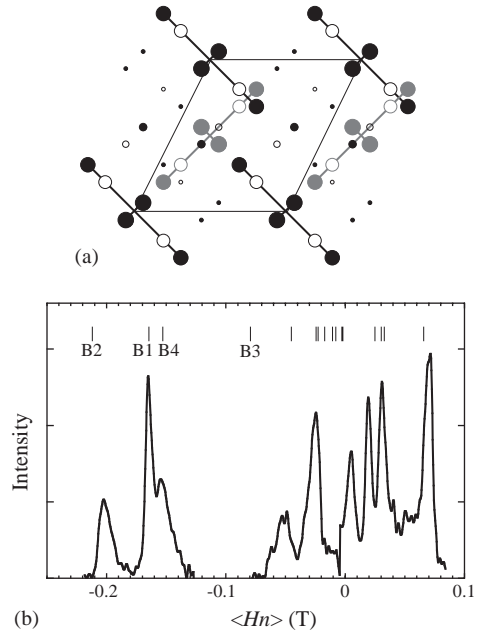 (a)
B2
B1
B4
B3
Intensity
-0.2
-0.1
0
0.1
(b)
<Hn> (T)